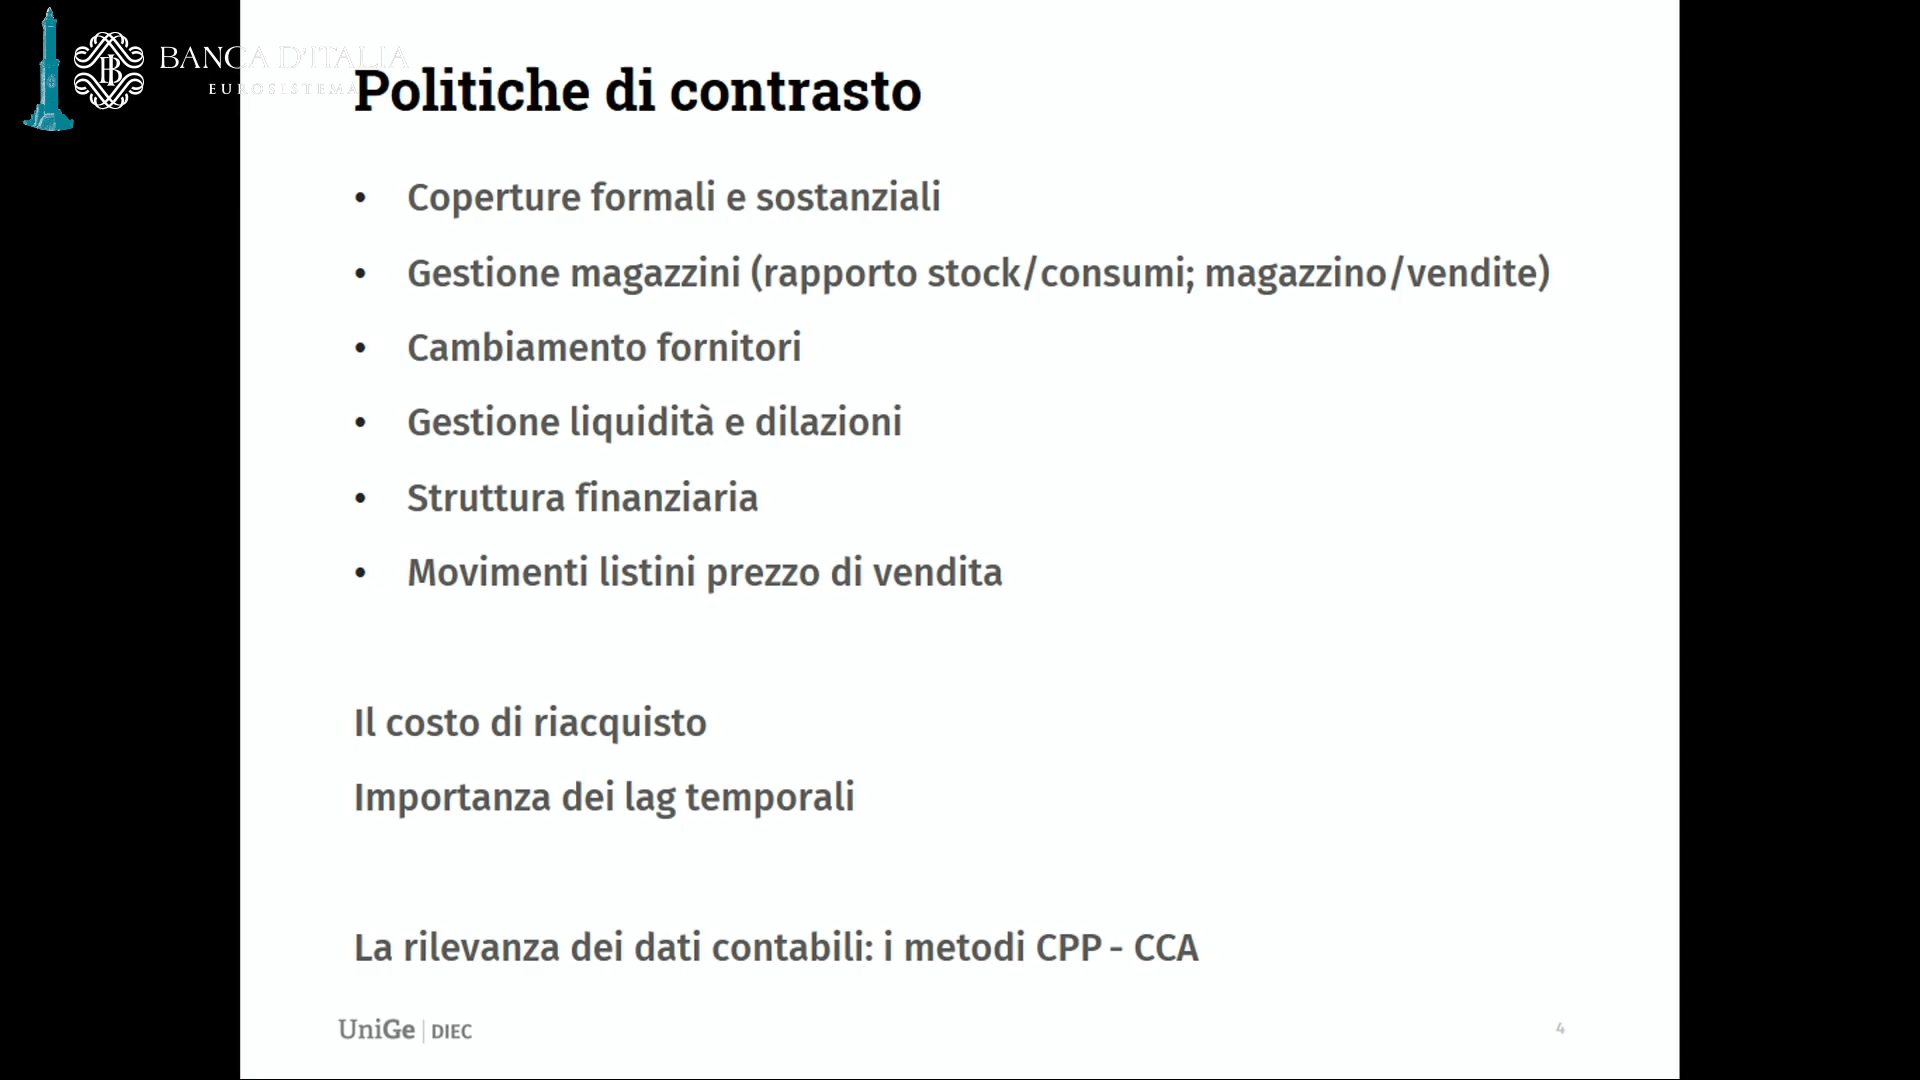 BANCA D'ITALIA
EUROSISTEMA
Politiche di contrasto
• Coperture formali e sostanziali
• Gestione magazzini (rapporto stock/consumi; magazzino/vendite)
• Cambiamento fornitori
• Gestione liquidità e dilazioni
• Struttura finanziaria
• Movimenti listini prezzo di vendita
Il costo di riacquisto
Importanza dei lag temporali
La rilevanza dei dati contabili: i metodi CPP - CCA
UniGe | DIEC
4